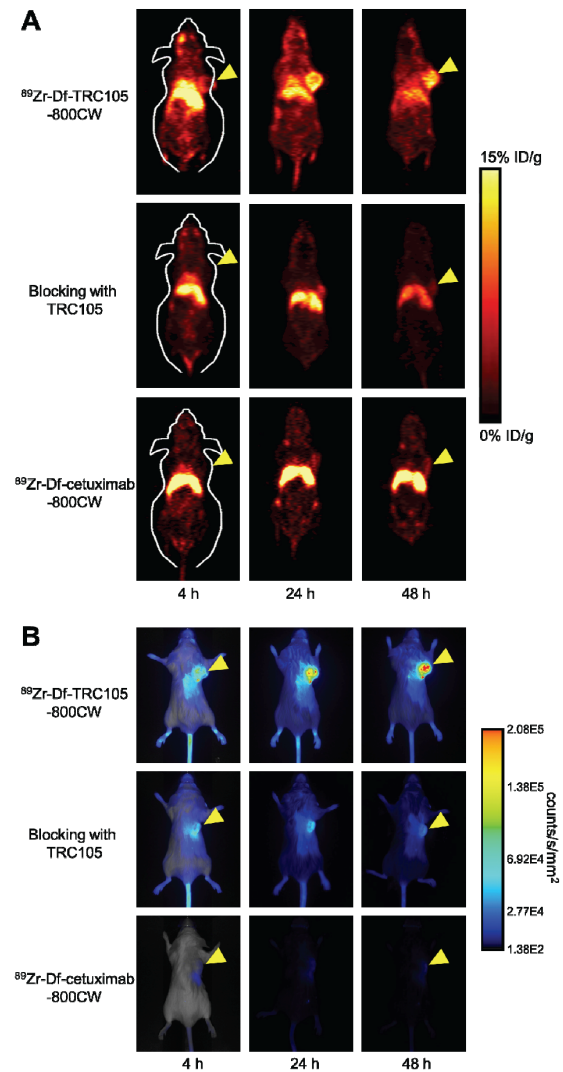 A
⁸⁹Zr-Df-TRC105
-800CW
15% ID/g
Blocking with
TRC105
0% ID/g
⁸⁹Zr-Df-cetuximab
-800CW
4 h 24 h 48 h
B
⁸⁹Zr-Df-TRC105
-800CW
2.08E5
1.38E5
Blocking with
TRC105
6.92E4
2.77E4
1.38E2
counts/s/mm²
⁸⁹Zr-Df-cetuximab
-800CW
4 h 24 h 48 h